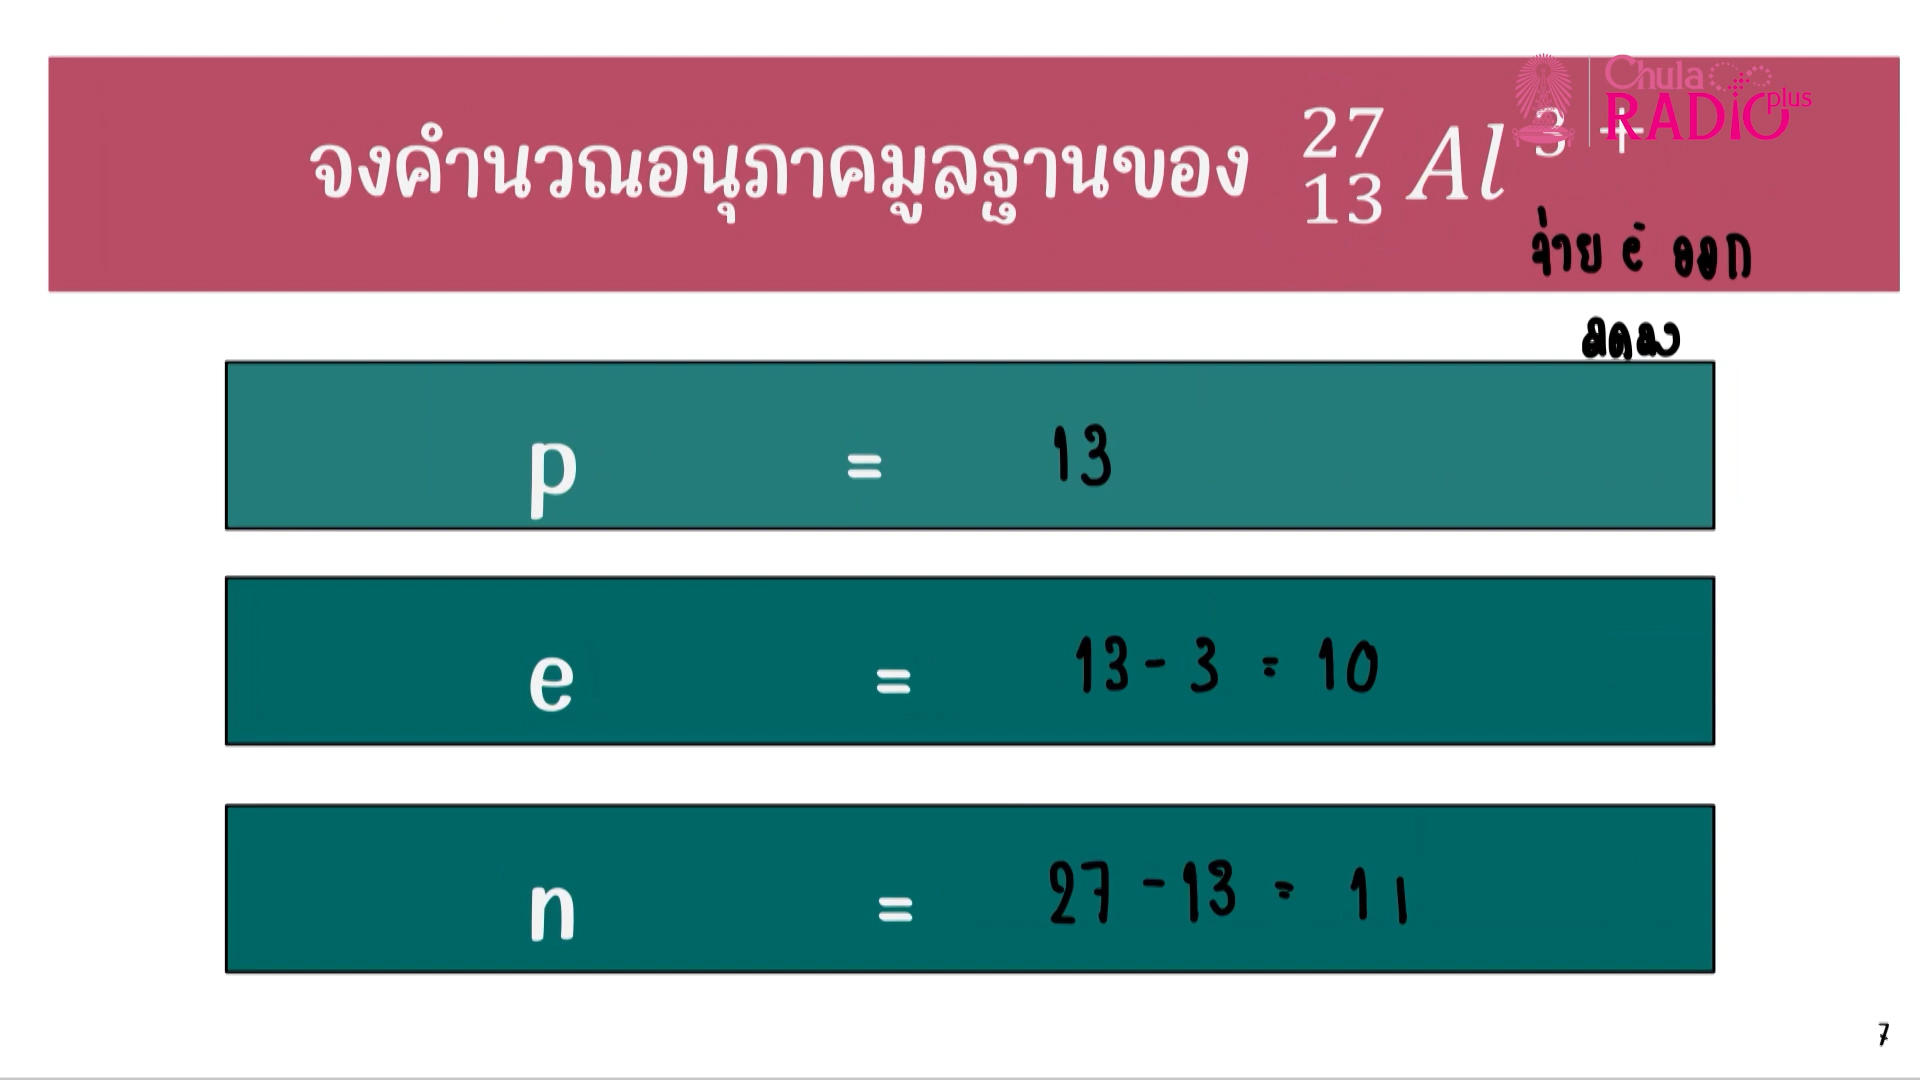 Chula
RADIO plus
จงคำนวณอนุภาคมูลฐานของ ²⁷₁₃Al³⁺
จ่าย e⁻ ออก
ลดลง
p = 13
e = 13 - 3 = 10
n = 27 - 13 = 11
7